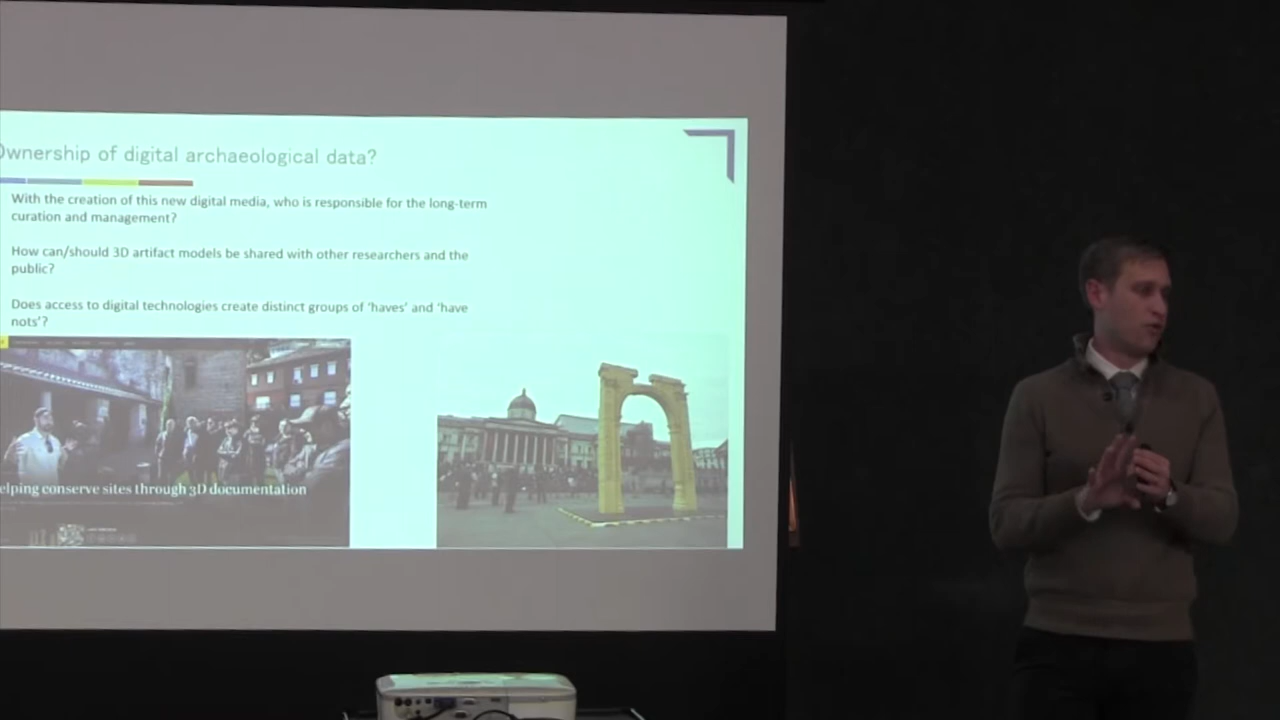 Ownership of digital archaeological data?
With the creation of this new digital media, who is responsible for the long-term
curation and management?
How can/should 3D artifact models be shared with other researchers and the
public?
Does access to digital technologies create distinct groups of ‘haves’ and ‘have
nots’?
elping conserve sites through 3D documentation